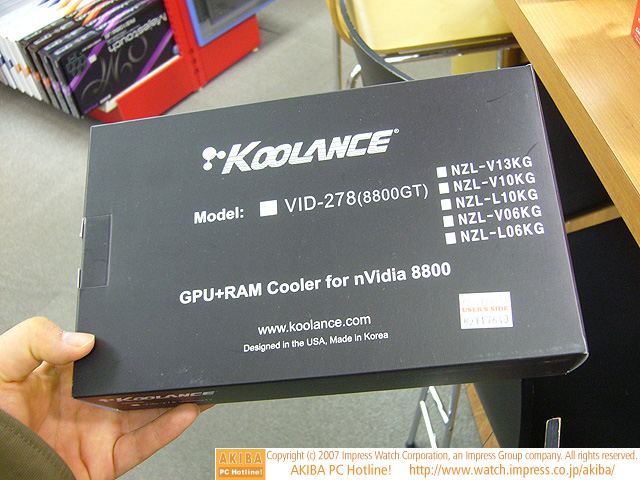 Majestouch
KOOLANCE®
Model: VID-278(8800GT)
NZL-V13KG
NZL-V10KG
NZL-L10KG
NZL-V06KG
NZL-L06KG
GPU+RAM Cooler for nVidia 8800
www.koolance.com
Designed in the USA, Made in Korea
USER'S SIDE
KOOLANCE
AKIBA
PC Hotline!
Copyright (c) 2007 Impress Watch Corporation, an Impress Group company. All rights reserved.
AKIBA PC Hotline! http://www.watch.impress.co.jp/akiba/